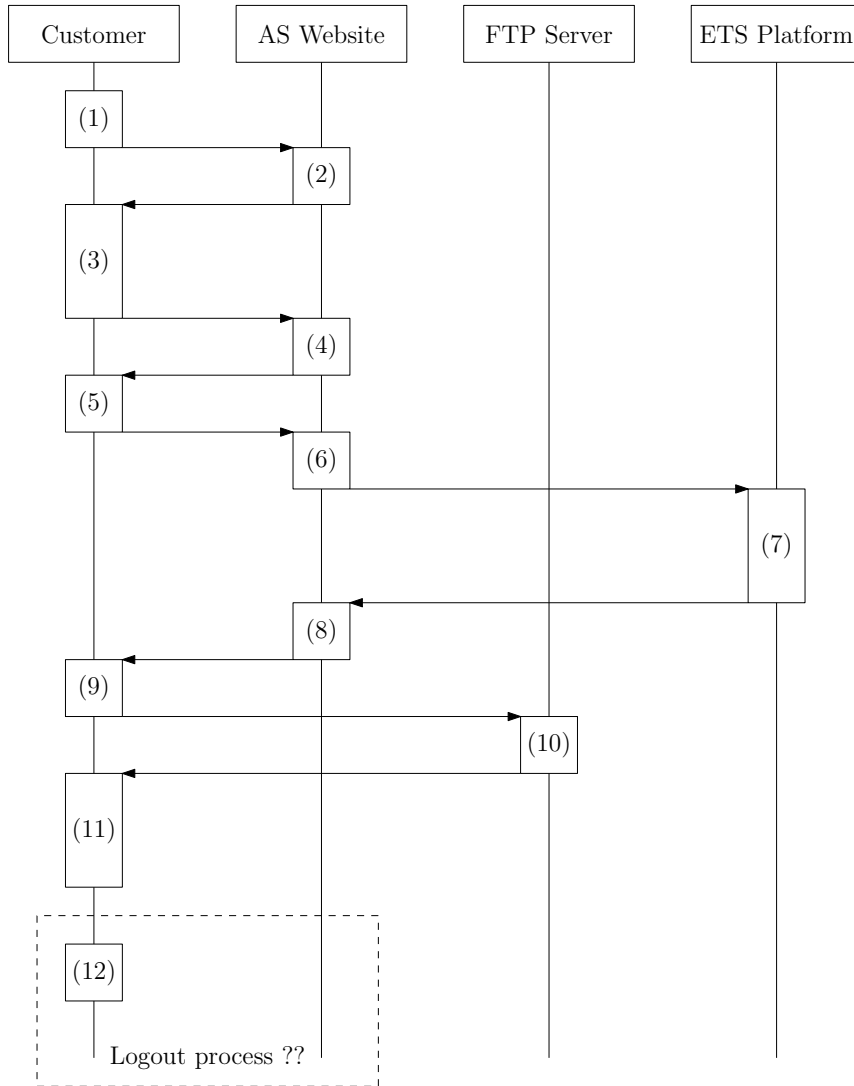 Customer
AS Website
FTP Server
ETS Platform
(1)
(2)
(3)
(4)
(5)
(6)
(7)
(8)
(9)
(10)
(11)
(12)
Logout process ??